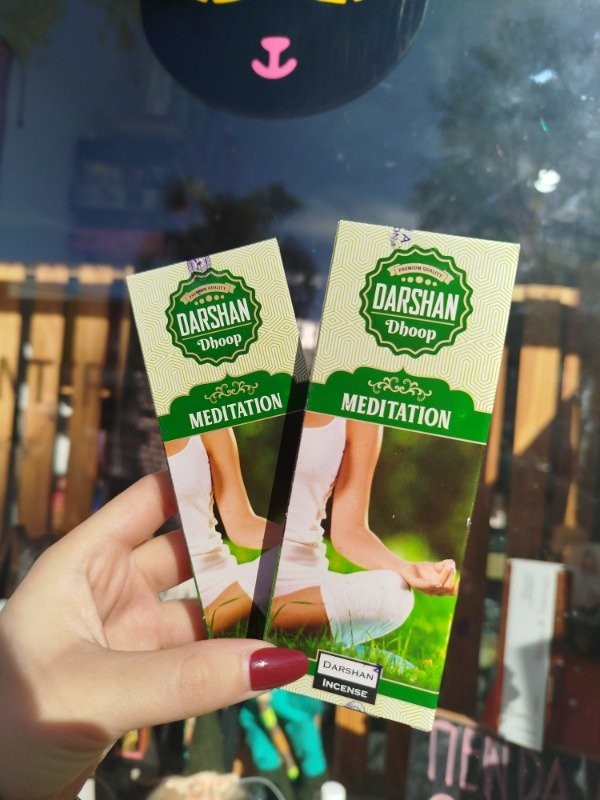 PREMIUM QUALITY
DARSHAN
Dhoop
MEDITATION
PREMIUM QUALITY
DARSHAN
Dhoop
MEDITATION
DARSHAN
INCENSE